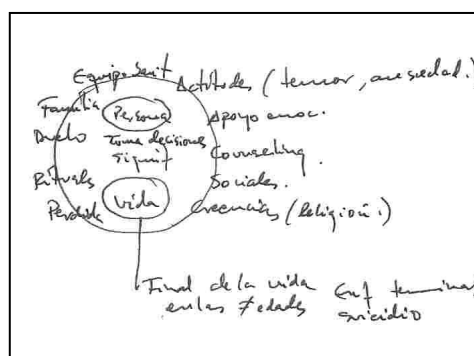 Equipo Sanit
Actitudes (temor, ansiedad.)
Familia
Persona
Apoyo emoc.
Duelo
toma decisiones
signif
Counseling.
Rituals
Sociales.
Perdida
vida
Creencias (Religión.)
Final de la vida
en las ≠ edades
Enf terminal
suicidio